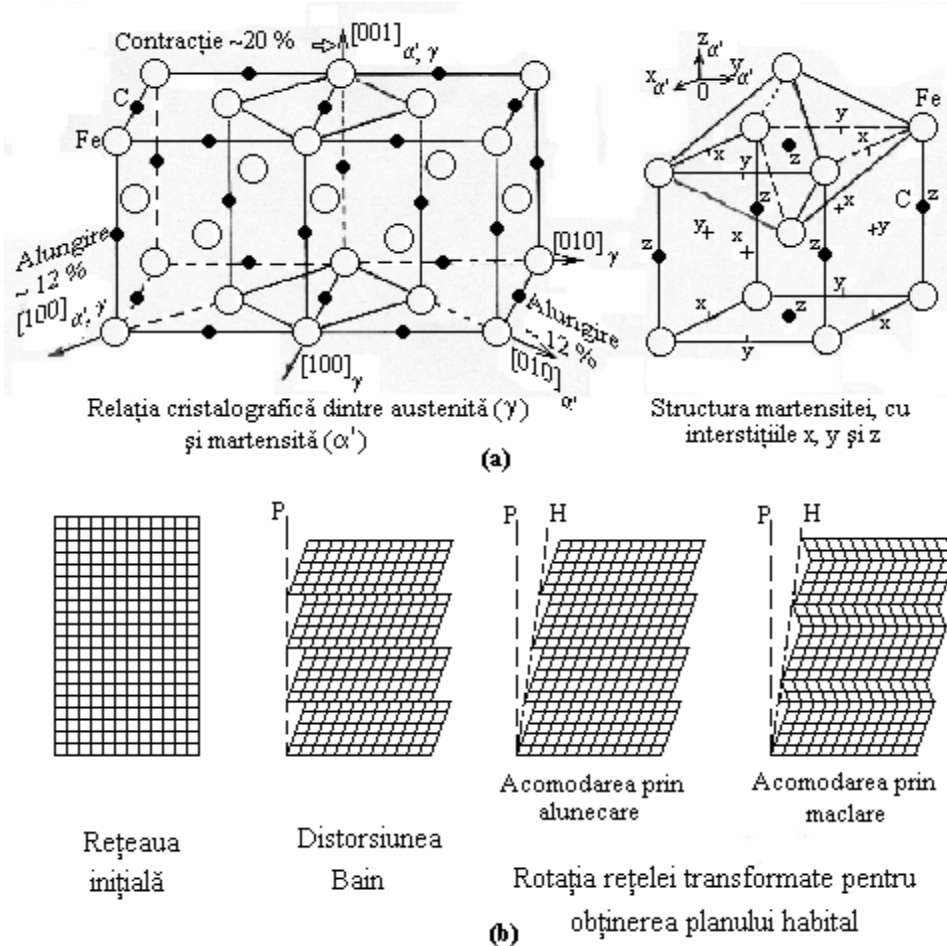 Contracție ~20 %
[001] α', γ
C
Fe
Alungire
~ 12 %
[100] α', γ
[010] γ
Alungire
~ 12 %
[010] α'
[100] γ
Relația cristalografică dintre austenită (γ)
și martensită (α')
z α'
x α'
y α'
0
Fe
y
x
x
z
y
C
z
z
z
x
z
y
x
y
x
z
y
x
z
y
x
Structura martensitei, cu
interstițiile x, y și z
(a)
P
P H
P H
Rețeaua
inițială
Distorsiunea
Bain
Acomodarea prin
alunecare
Acomodarea prin
maclare
Rotația rețelei transformate pentru
obținerea planului habital
(b)